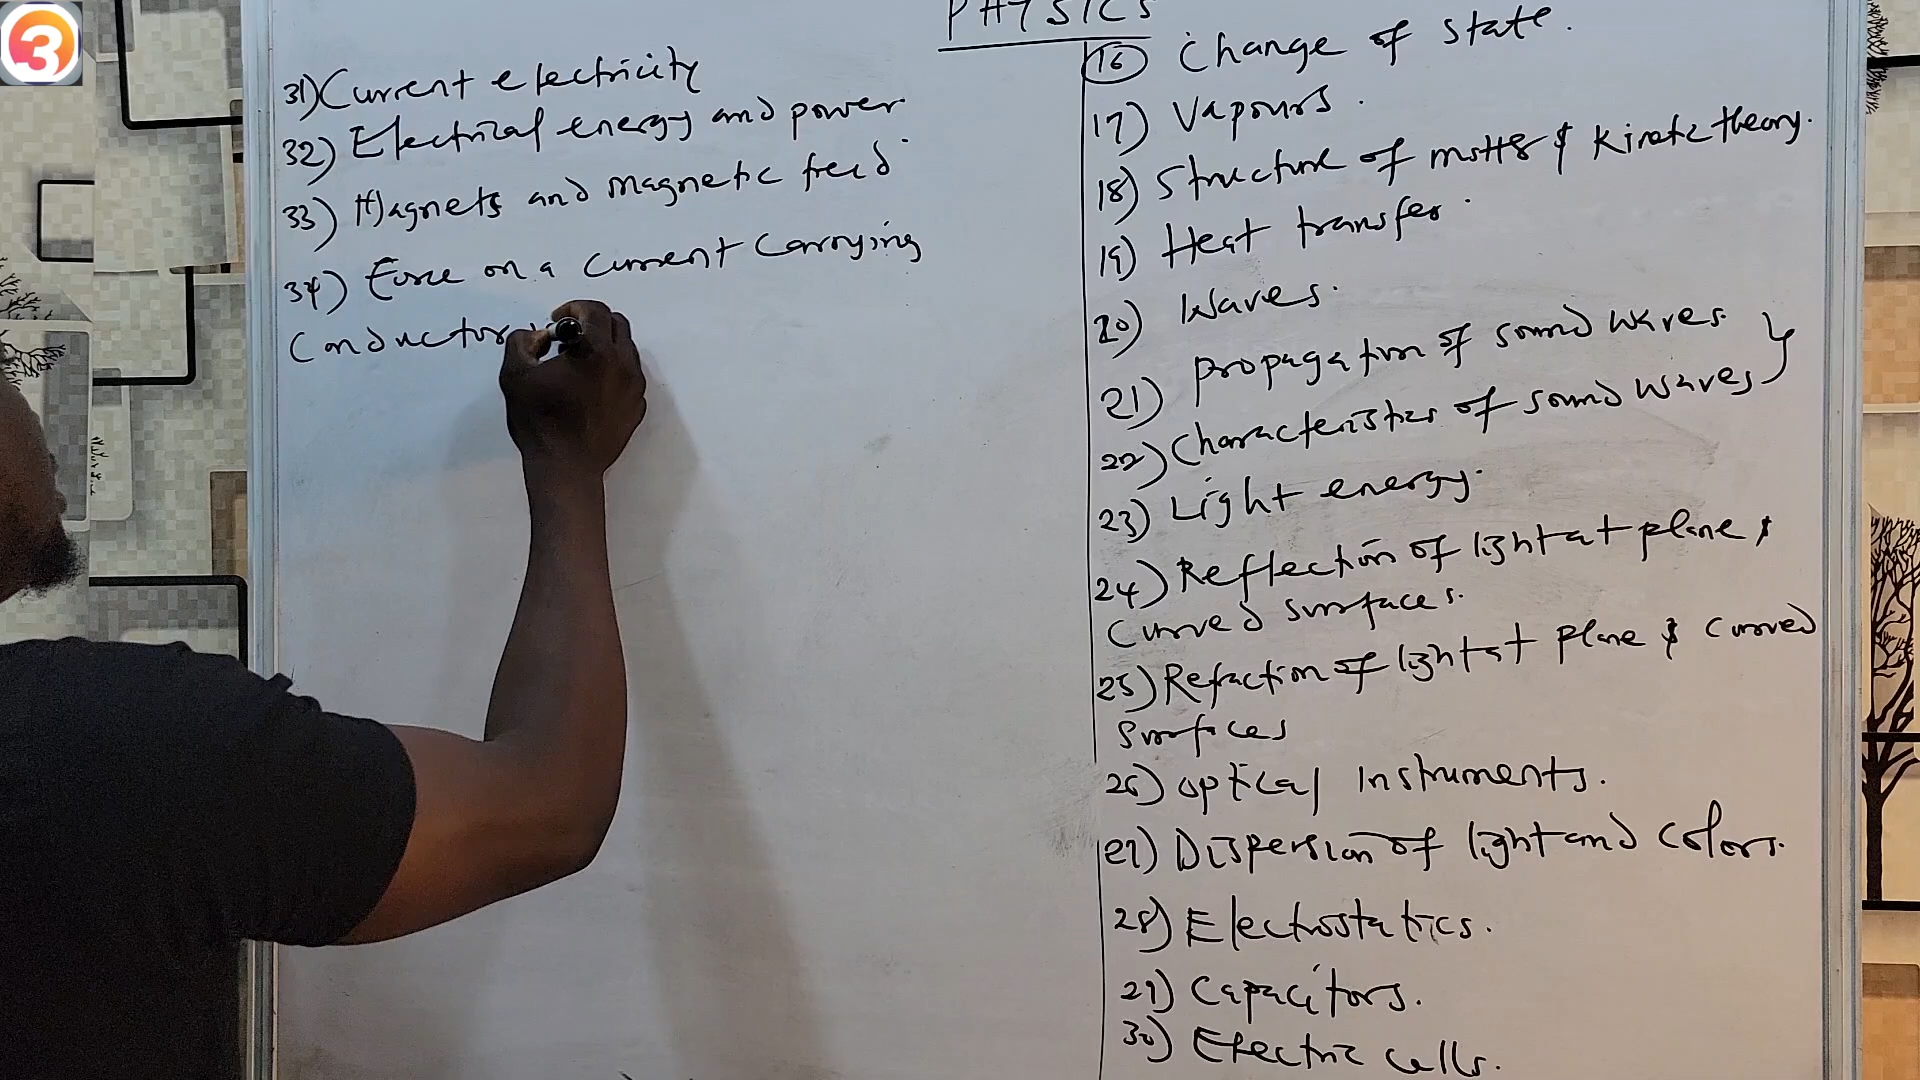 PHYSICS
31) Current electricity
32) Electrical energy and power
33) Magnets and magnetic field
34) Force on a current carrying
Conductor
16 Change of state.
17) Vapours.
18) Structure of matter & Kinetic theory.
19) Heat transfer.
20) Waves.
21) Propagation of sound waves
22) Characteristics of sound waves
23) Light energy.
24) Reflection of light at plane &
Curved surfaces.
25) Refraction of light at plane & curved
Surfaces
26) Optical Instruments.
27) Dispersion of light and colors.
28) Electrostatics.
29) Capacitors.
30) Electric cells.
3